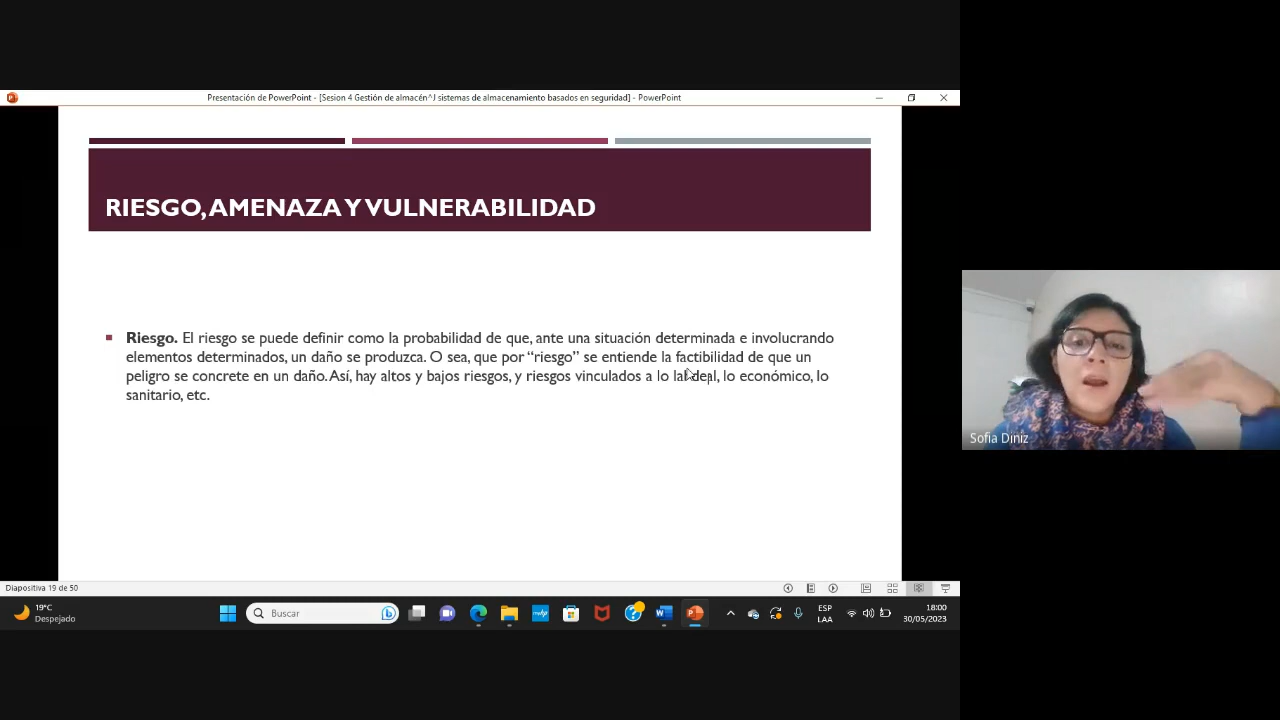 Presentación de PowerPoint - [Sesion 4 Gestión de almacén^J sistemas de almacenamiento basados en seguridad] - PowerPoint
RIESGO, AMENAZA Y VULNERABILIDAD
Riesgo. El riesgo se puede definir como la probabilidad de que, ante una situación determinada e involucrando
elementos determinados, un daño se produzca. O sea, que por “riesgo” se entiende la factibilidad de que un
peligro se concrete en un daño. Así, hay altos y bajos riesgos, y riesgos vinculados a lo , lo económico, lo
sanitario, etc.
Sofia Diniz
Diapositiva 19 de 50
19°C
Despejado
Buscar
ESP
LAA
18:00
30/05/2023